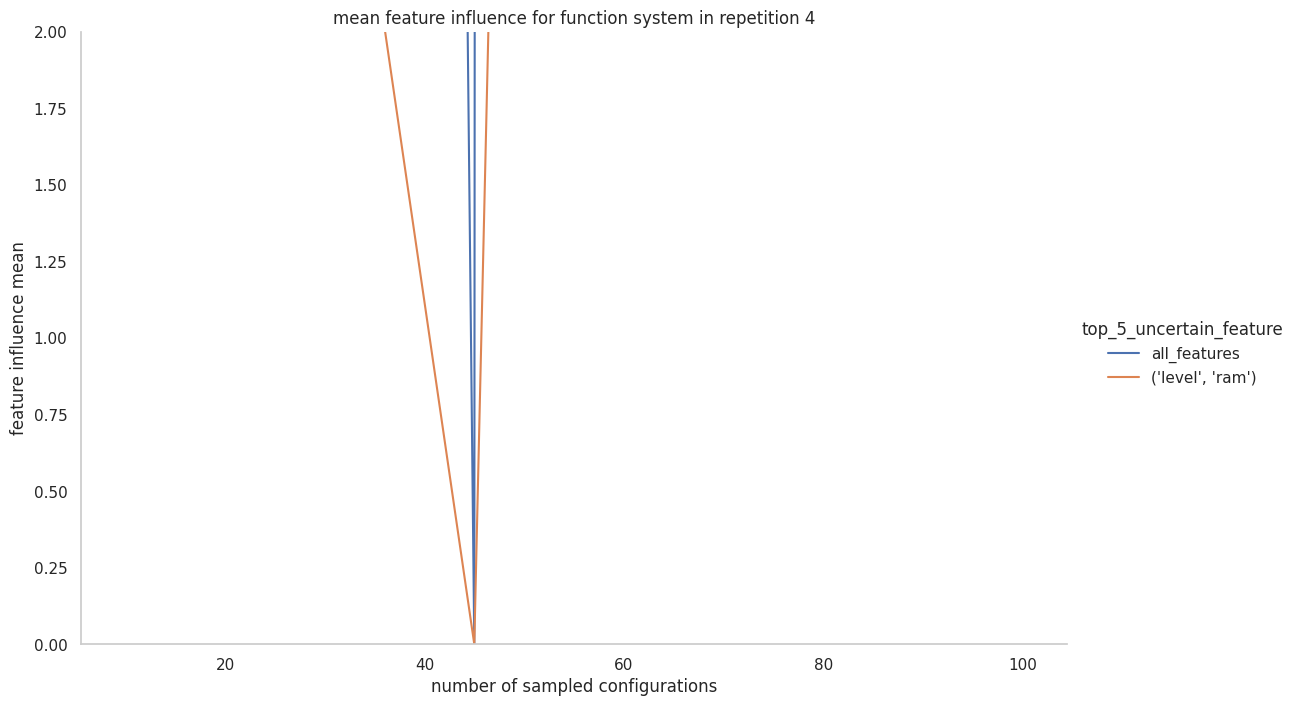 mean feature influence for function system in repetition 4
2.00
1.75
1.50
1.25
1.00
0.75
0.50
0.25
0.00
feature influence mean
20
40
60
80
100
number of sampled configurations
top_5_uncertain_feature
all_features
('level', 'ram')